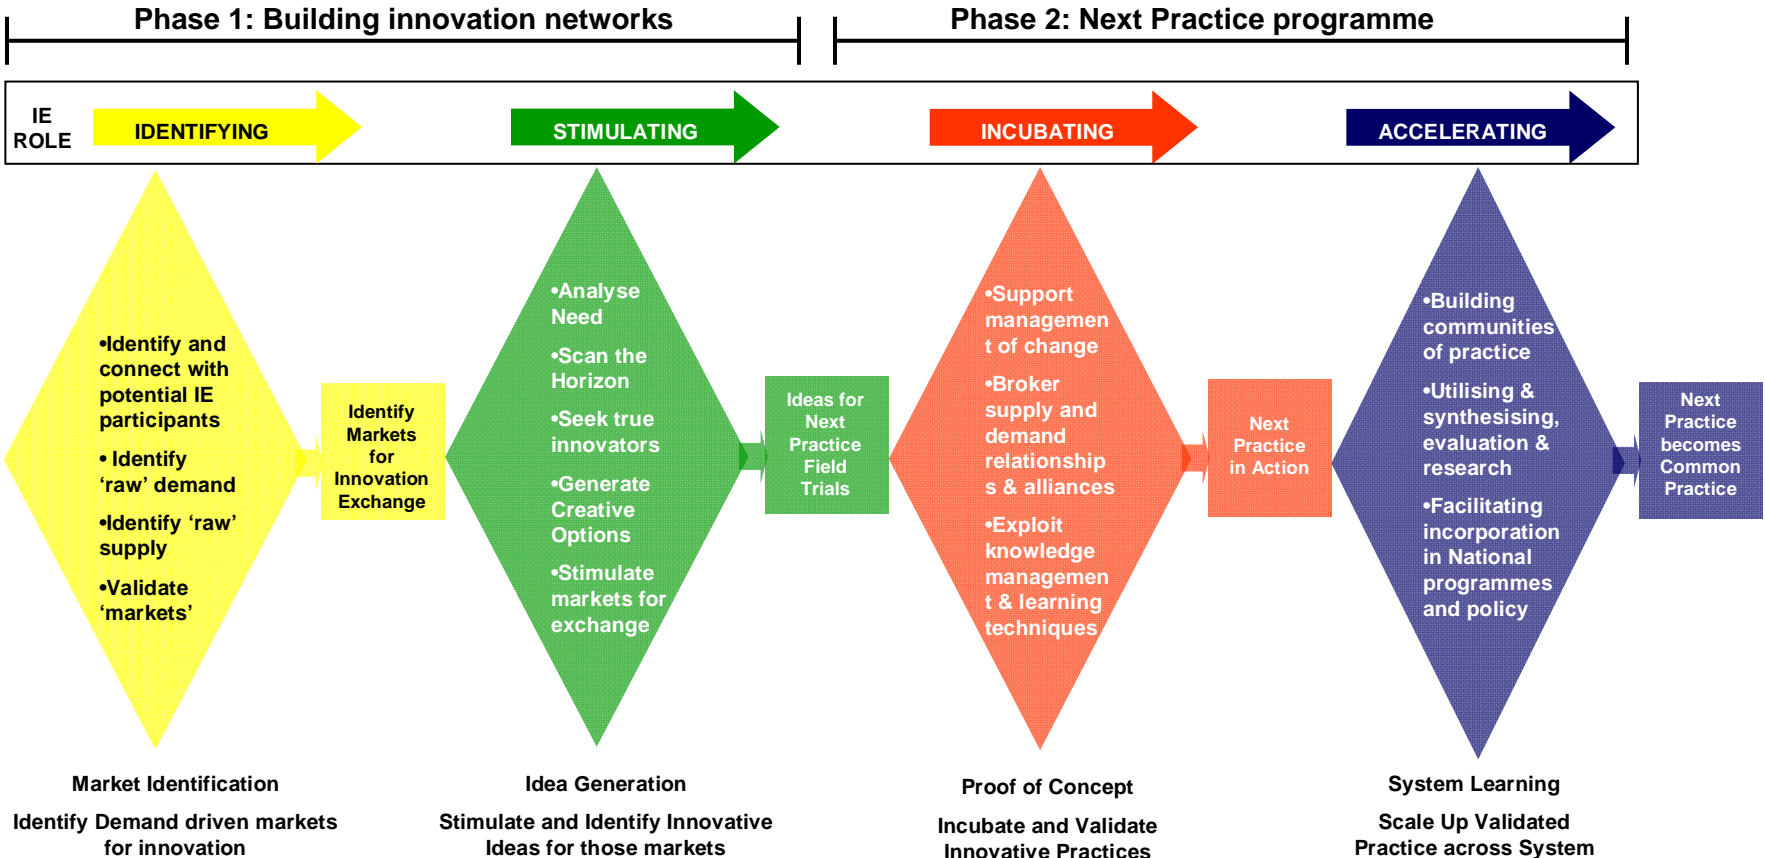 Phase 1: Building innovation networks
Phase 2: Next Practice programme
IE
ROLE
IDENTIFYING
STIMULATING
INCUBATING
ACCELERATING
•Identify and
connect with
potential IE
participants
• Identify
‘raw’ demand
•Identify ‘raw’
supply
•Validate
‘markets’
Identify
Markets
for
Innovation
Exchange
•Analyse
Need
•Scan the
Horizon
•Seek true
innovators
•Generate
Creative
Options
•Stimulate
markets for
exchange
Ideas for
Next
Practice
Field
Trials
•Support
managemen
t of change
•Broker
supply and
demand
relationship
s & alliances
•Exploit
knowledge
managemen
t & learning
techniques
Next
Practice
in Action
•Building
communities
of practice
•Utilising &
synthesising,
evaluation &
research
•Facilitating
incorporation
in National
programmes
and policy
Next
Practice
becomes
Common
Practice
Market Identification
Identify Demand driven markets
for innovation
Idea Generation
Stimulate and Identify Innovative
Ideas for those markets
Proof of Concept
Incubate and Validate
Innovative Practices
System Learning
Scale Up Validated
Practice across System